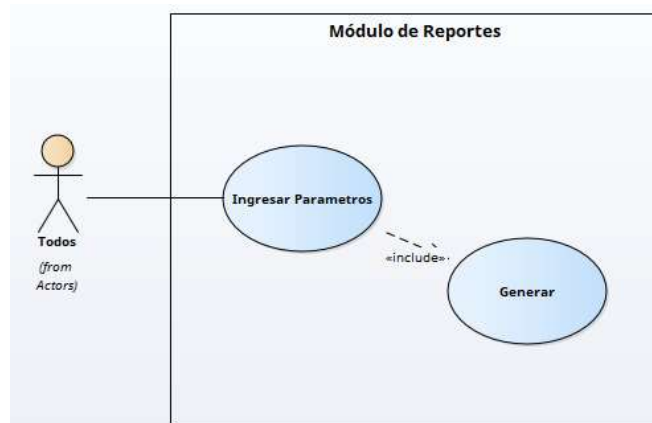 Módulo de Reportes
Ingresar Parametros
Todos
(from
Actors)
«include»
Generar